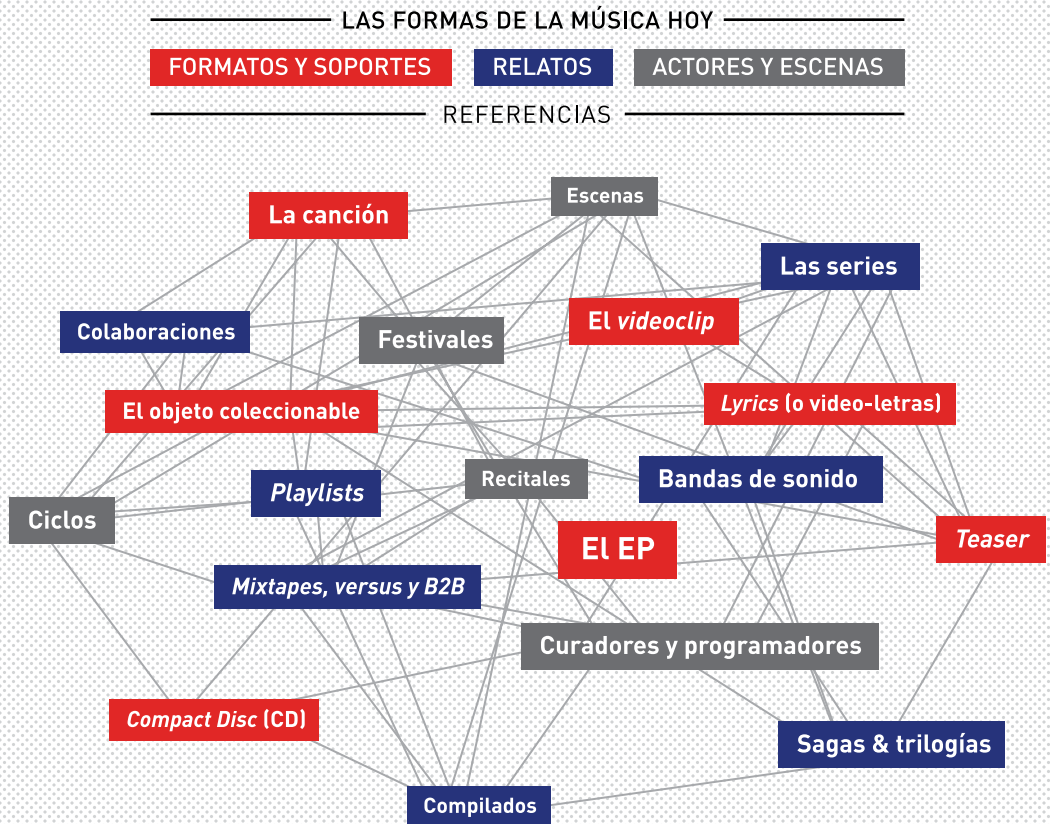 LAS FORMAS DE LA MÚSICA HOY
FORMATOS Y SOPORTES
RELATOS
ACTORES Y ESCENAS
REFERENCIAS
La canción
Escenas
Las series
El videoclip
Colaboraciones
Festivales
El objeto coleccionable
Lyrics (o video-letras)
Playlists
Recitales
Bandas de sonido
Ciclos
El EP
Teaser
Mixtapes, versus y B2B
Curadores y programadores
Compact Disc (CD)
Sagas & trilogías
Compilados